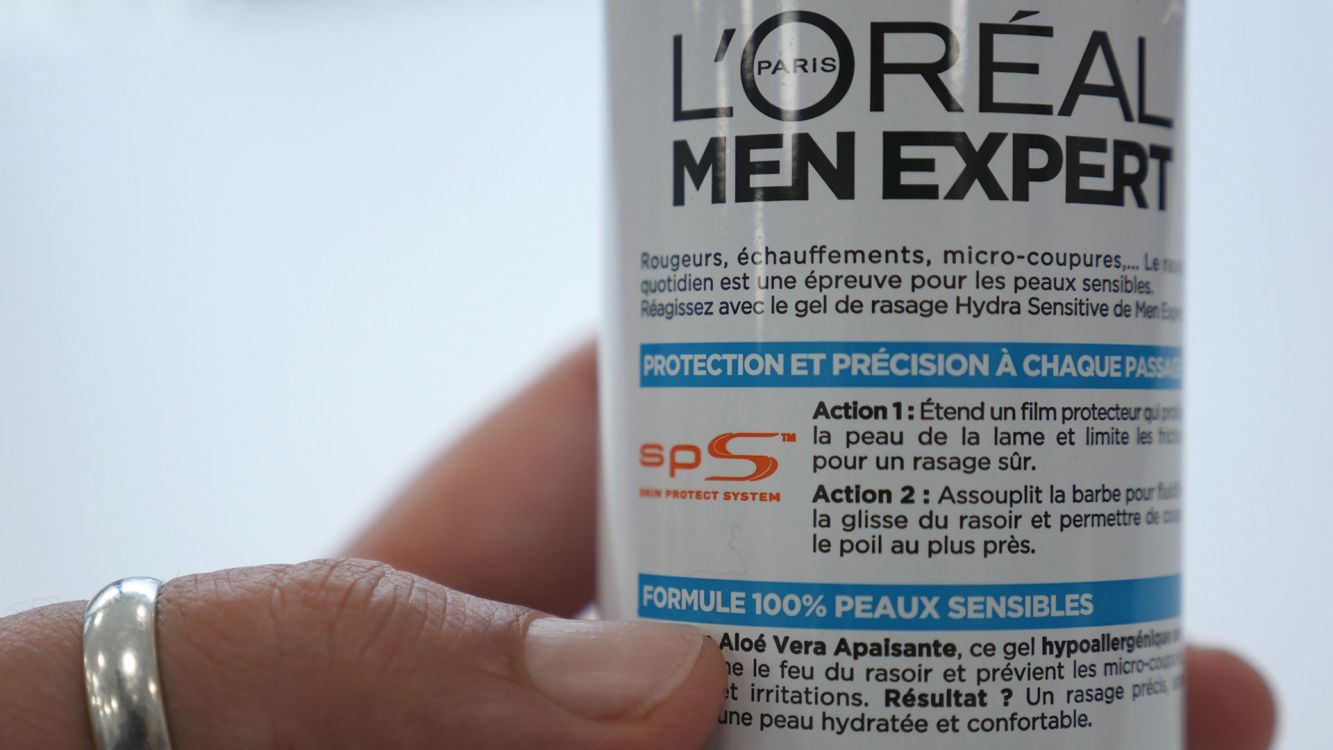 L'ORÉAL
PARIS
MEN EXPERT
Rougeurs, échauffements, micro-coupures,... Le
quotidien est une épreuve pour les peaux sensibles.
Réagissez avec le gel de rasage Hydra Sensitive de Men
PROTECTION ET PRÉCISION À CHAQUE PASSAGE
spS™
SKIN PROTECT SYSTEM
Action 1 : Étend un film protecteur qui
la peau de la lame et limite les
pour un rasage sûr.
Action 2 : Assouplit la barbe pour
la glisse du rasoir et permettre de
le poil au plus près.
FORMULE 100% PEAUX SENSIBLES
Aloé Vera Apaisante, ce gel hypoallergénique
le feu du rasoir et prévient les
et irritations. Résultat ? Un rasage précis,
une peau hydratée et confortable.